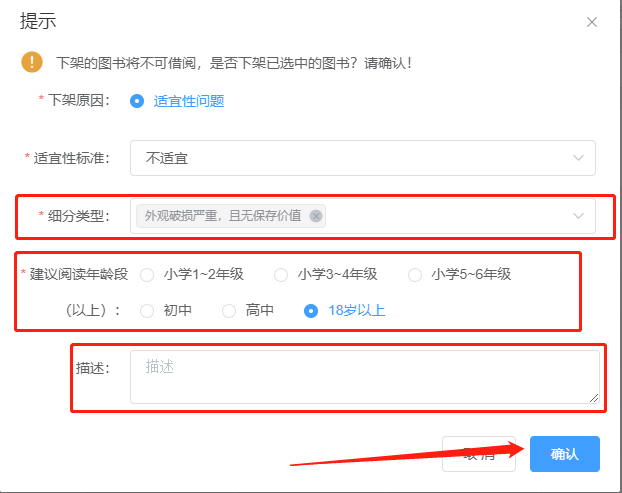 提示
下架的图书将不可借阅，是否下架已选中的图书？请确认！
* 下架原因： 适宜性问题
* 适宜性标准： 不适宜
* 细分类型： 外观破损严重，且无保存价值
* 建议阅读年龄段 小学1~2年级 小学3~4年级 小学5~6年级
（以上）： 初中 高中 18岁以上
描述： 描述
取 消 确认